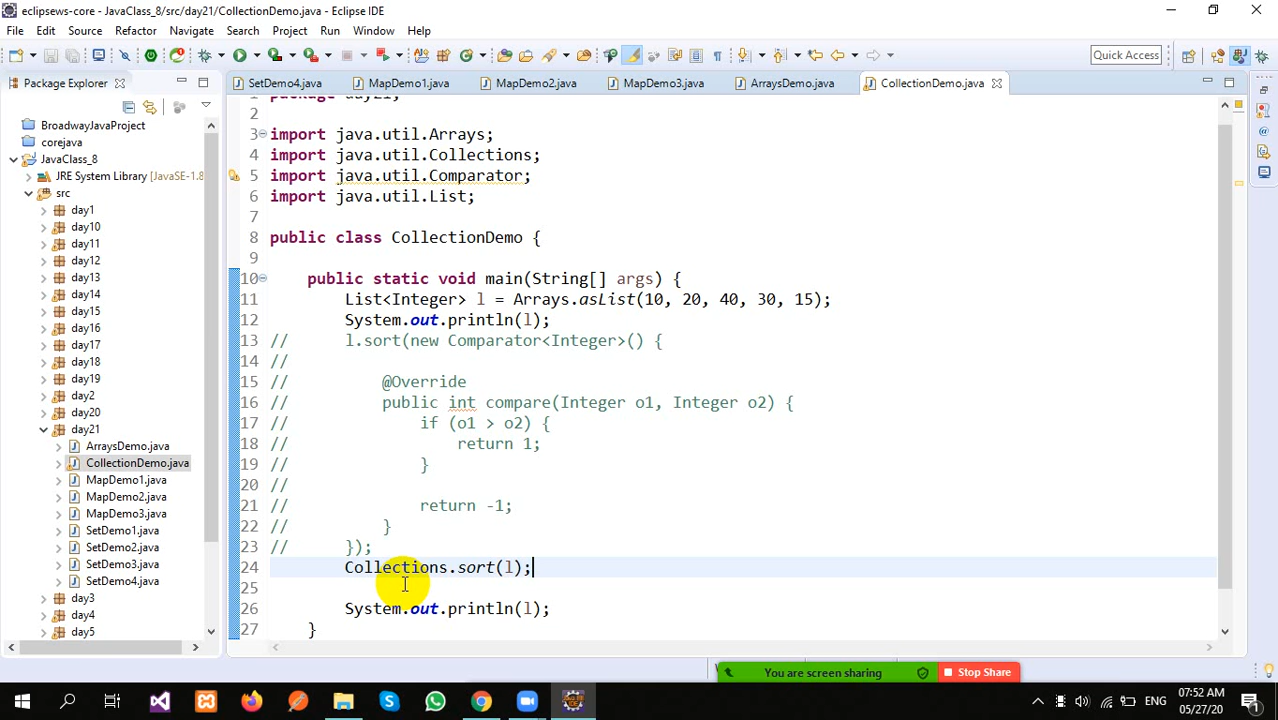 eclipsews-core - JavaClass_8/src/day21/CollectionDemo.java - Eclipse IDE
File Edit Source Refactor Navigate Search Project Run Window Help
Quick Access
Package Explorer
SetDemo4.java MapDemo1.java MapDemo2.java MapDemo3.java ArraysDemo.java CollectionDemo.java
BroadwayJavaProject
corejava
JavaClass_8
JRE System Library [JavaSE-1.8
src
day1
day10
day11
day12
day13
day14
day15
day16
day17
day18
day19
day2
day20
day21
ArraysDemo.java
CollectionDemo.java
MapDemo1.java
MapDemo2.java
MapDemo3.java
SetDemo1.java
SetDemo2.java
SetDemo3.java
SetDemo4.java
day3
day4
day5
1 package day21;
2
3 import java.util.Arrays;
4 import java.util.Collections;
5 import java.util.Comparator;
6 import java.util.List;
7
8 public class CollectionDemo {
9
10 public static void main(String[] args) {
11 List<Integer> l = Arrays.asList(10, 20, 40, 30, 15);
12 System.out.println(l);
13 // l.sort(new Comparator<Integer>() {
14 //
15 // @Override
16 // public int compare(Integer o1, Integer o2) {
17 // if (o1 > o2) {
18 // return 1;
19 // }
20 //
21 // return -1;
22 // }
23 // });
24 Collections.sort(l);
25
26 System.out.println(l);
27 }
You are screen sharing
Stop Share
ENG
07:52 AM
05/27/20
1